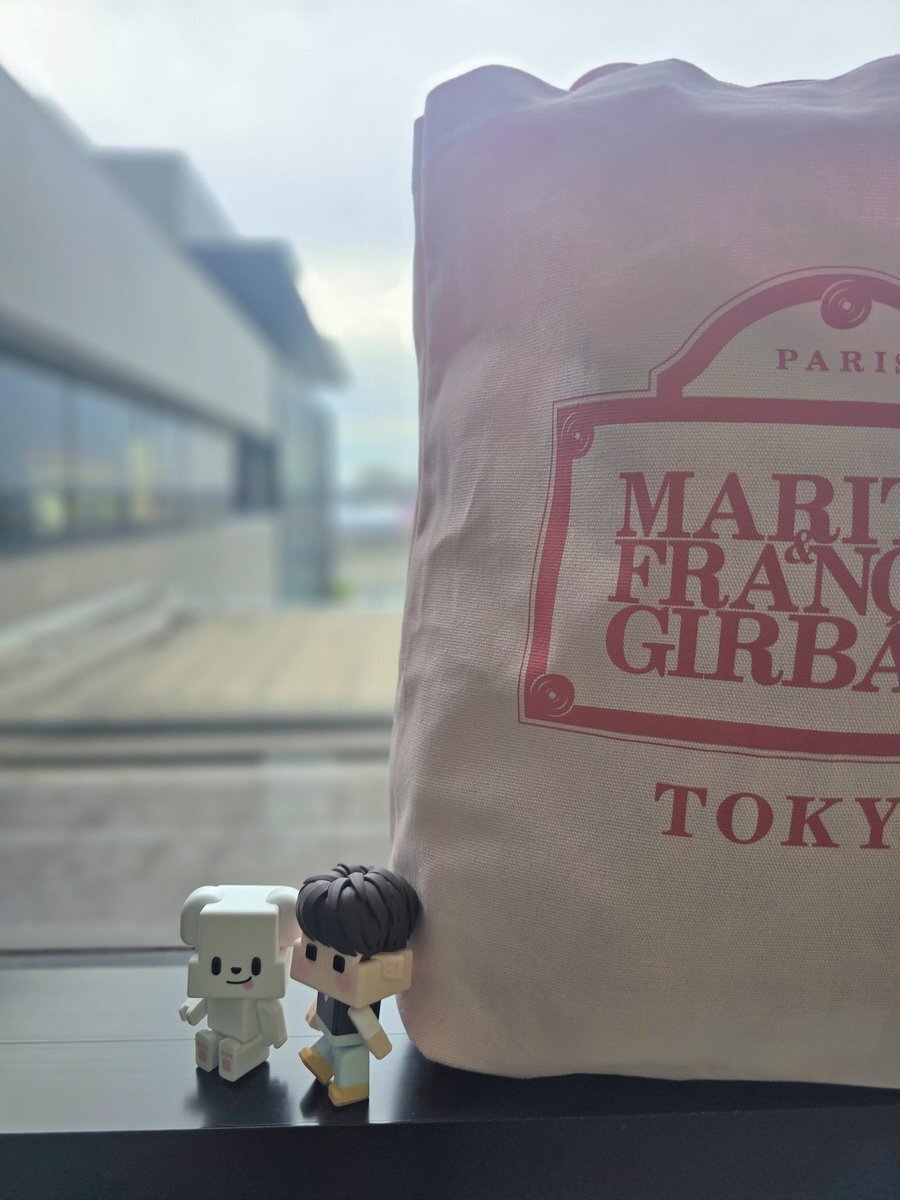 PARIS
MARIT
&
FRANÇ
GIRBA
TOKY